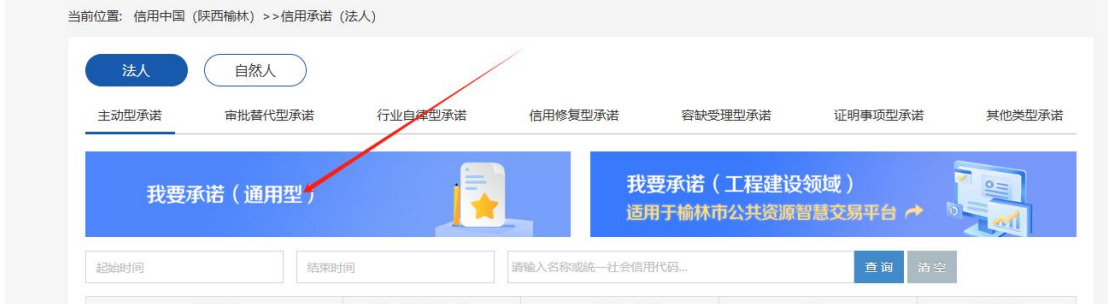 当前位置: 信用中国（陕西榆林）>>信用承诺（法人）
法人 自然人
主动型承诺 审批替代型承诺 行业自律型承诺 信用修复型承诺 容缺受理型承诺 证明事项型承诺 其他类型承诺
我要承诺（通用型）
我要承诺（工程建设领域）
适用于榆林市公共资源智慧交易平台
起始时间 结束时间 请输入名称或统一社会信用代码... 查询 清空